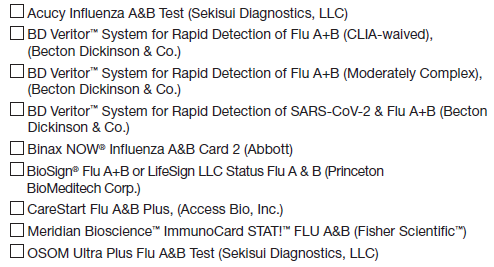 Acucy Influenza A&B Test (Sekisui Diagnostics, LLC)
BD Veritor™ System for Rapid Detection of Flu A+B (CLIA-waived),
(Becton Dickinson & Co.)
BD Veritor™ System for Rapid Detection of Flu A+B (Moderately Complex),
(Becton Dickinson & Co.)
BD Veritor™ System for Rapid Detection of SARS-CoV-2 & Flu A+B (Becton
Dickinson & Co.)
Binax NOW® Influenza A&B Card 2 (Abbott)
BioSign® Flu A+B or LifeSign LLC Status Flu A & B (Princeton
BioMeditech Corp.)
CareStart Flu A&B Plus, (Access Bio, Inc.)
Meridian Bioscience™ ImmunoCard STAT!™ FLU A&B (Fisher Scientific™)
OSOM Ultra Plus Flu A&B Test (Sekisui Diagnostics, LLC)